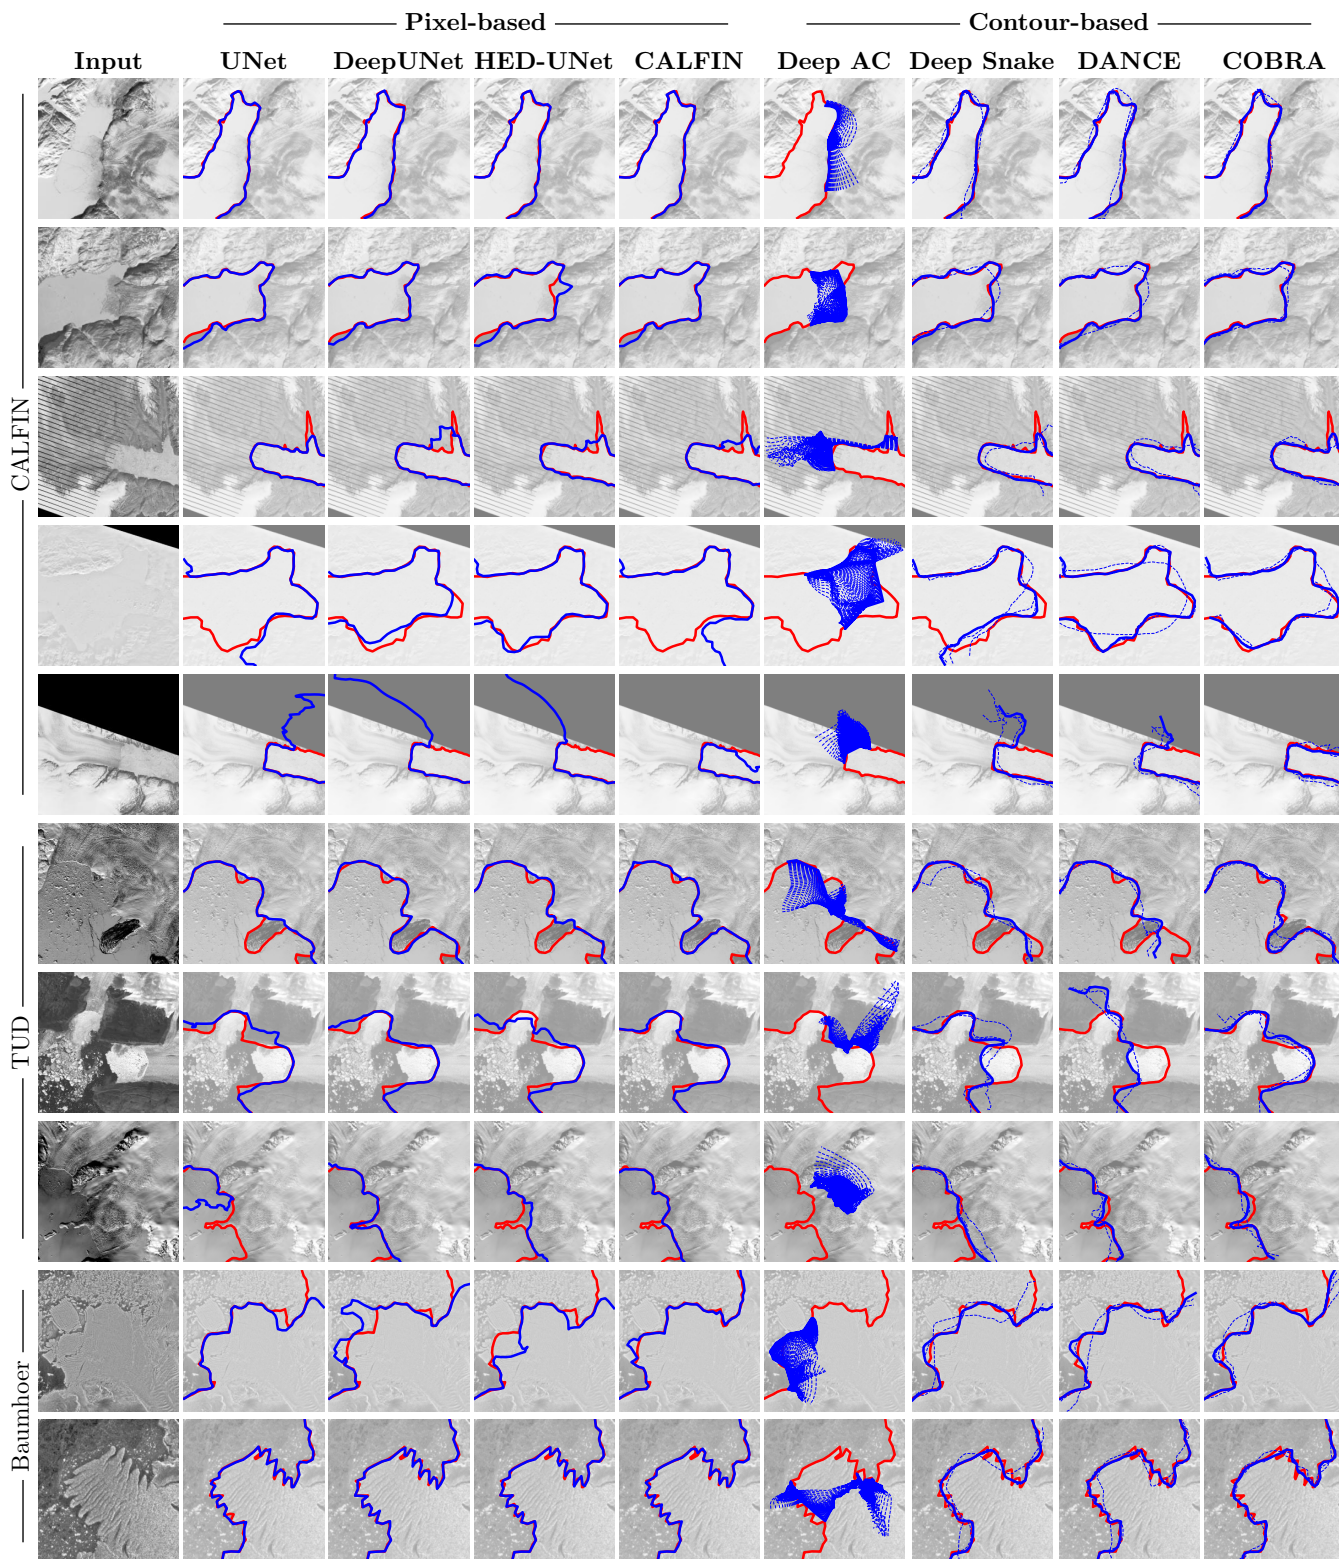 Pixel-based
Contour-based
Input
UNet
DeepUNet
HED-UNet
CALFIN
Deep AC
Deep Snake
DANCE
COBRA
CALFIN
TUD
Baumhoer